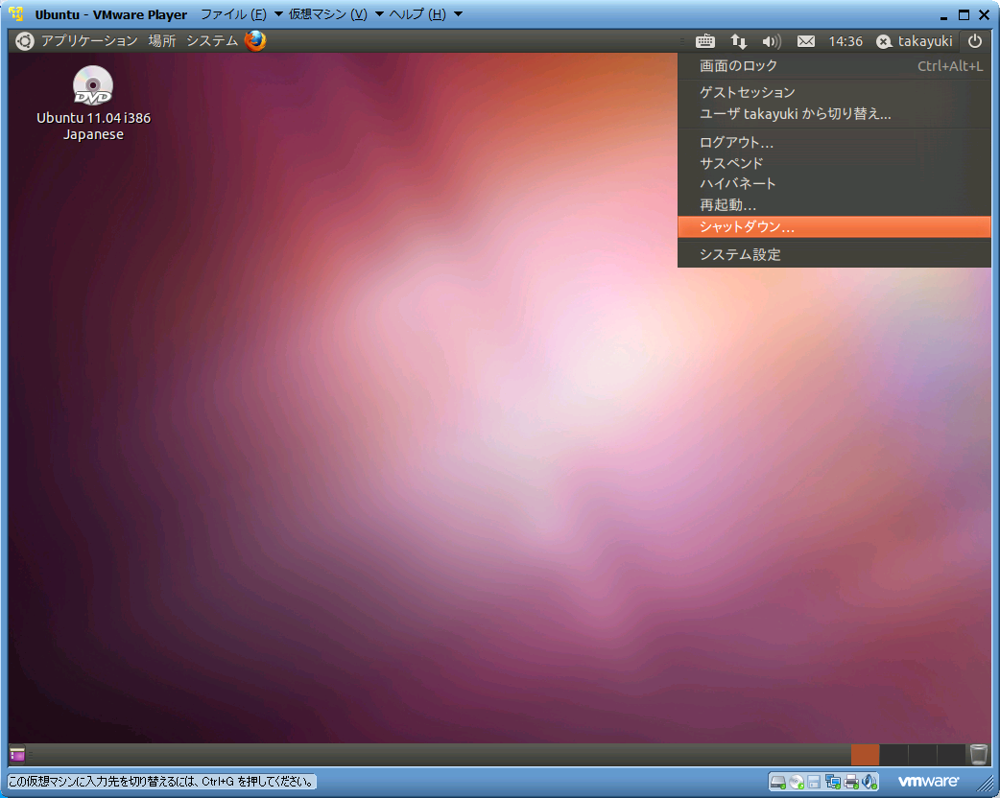 Ubuntu - VMware Player ファイル (F) 仮想マシン (V) ヘルプ (H)
アプリケーション 場所 システム 14:36 takayuki
画面のロック Ctrl+Alt+L
ゲストセッション
ユーザ takayuki から切り替え...
ログアウト...
サスペンド
ハイバネート
再起動...
シャットダウン...
システム設定
DVD
Ubuntu 11.04 i386
Japanese
この仮想マシンに入力先を切り替えるには、Ctrl+G を押してください。
vmware